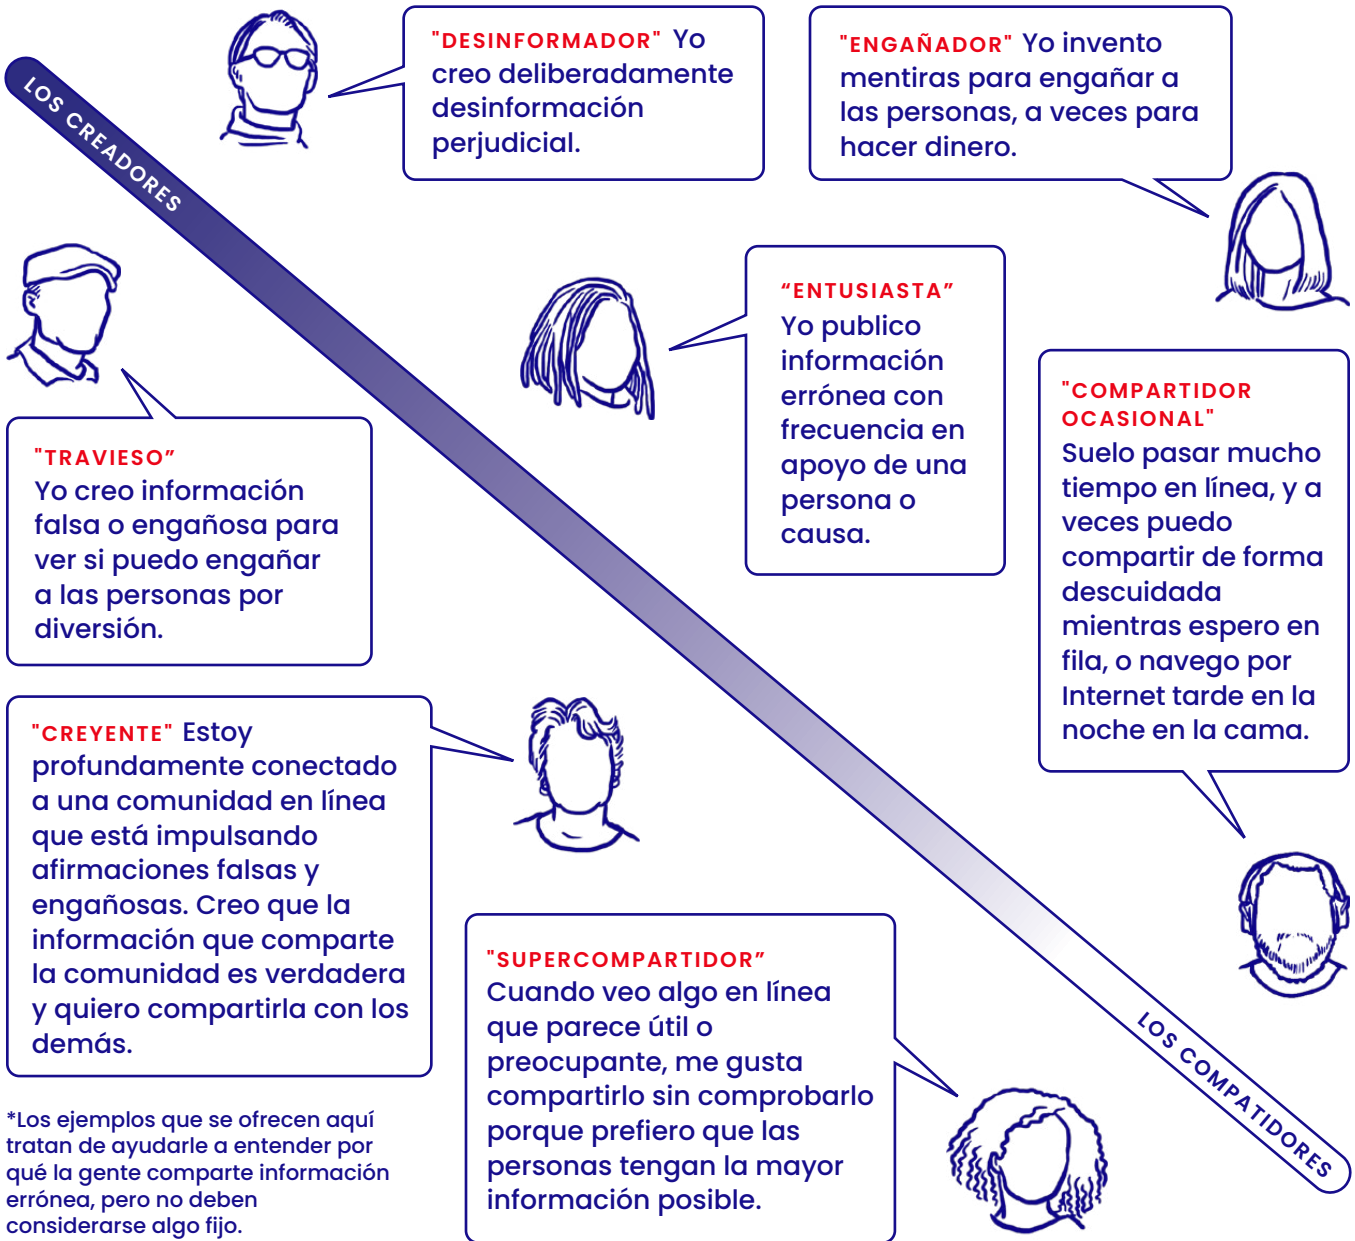 LOS CREADORES
"DESINFORMADOR" Yo
creo deliberadamente
desinformación
perjudicial.
"ENGAÑADOR" Yo invento
mentiras para engañar a
las personas, a veces para
hacer dinero.
"TRAVIESO”
Yo creo información
falsa o engañosa para
ver si puedo engañar
a las personas por
diversión.
“ENTUSIASTA”
Yo publico
información
errónea con
frecuencia en
apoyo de una
persona o
causa.
"COMPARTIDOR
OCASIONAL"
Suelo pasar mucho
tiempo en línea, y a
veces puedo
compartir de forma
descuidada
mientras espero en
fila, o navego por
Internet tarde en la
noche en la cama.
"CREYENTE" Estoy
profundamente conectado
a una comunidad en línea
que está impulsando
afirmaciones falsas y
engañosas. Creo que la
información que comparte
la comunidad es verdadera
y quiero compartirla con los
demás.
"SUPERCOMPARTIDOR”
Cuando veo algo en línea
que parece útil o
preocupante, me gusta
compartirlo sin comprobarlo
porque prefiero que las
personas tengan la mayor
información posible.
LOS COMPATIDORES
*Los ejemplos que se ofrecen aquí
tratan de ayudarle a entender por
qué la gente comparte información
errónea, pero no deben
considerarse algo fijo.